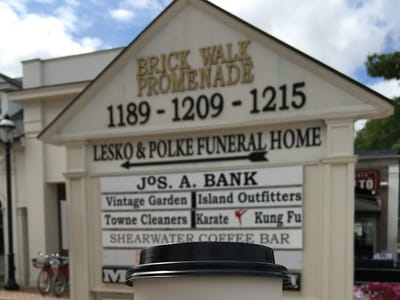 BRICK WALK
PROMENADE
1189 - 1209 - 1215
LESKO & POLKE FUNERAL HOME
JOS. A. BANK
Vintage Garden
Island Outfitters
Towne Cleaners
Karate Kung Fu
SHEARWATER COFFEE BAR